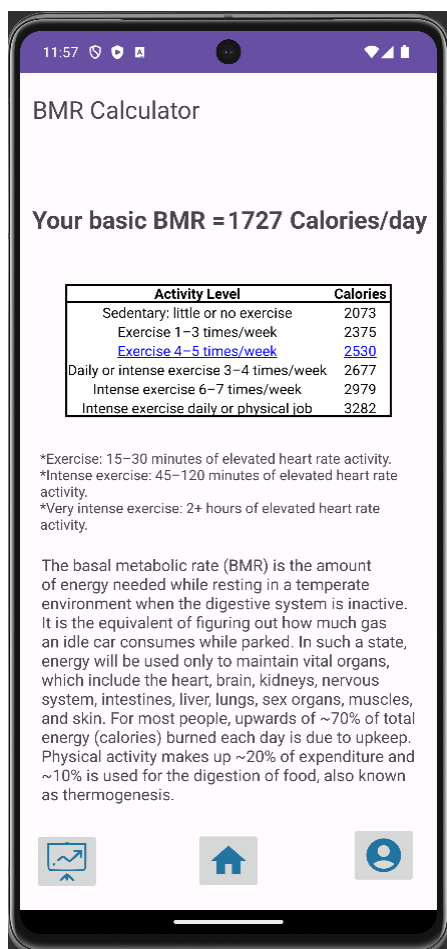 11:57
BMR Calculator
Your basic BMR = 1727 Calories/day
Activity Level Calories
Sedentary: little or no exercise 2073
Exercise 1–3 times/week 2375
Exercise 4–5 times/week 2530
Daily or intense exercise 3–4 times/week 2677
Intense exercise 6–7 times/week 2979
Intense exercise daily or physical job 3282
*Exercise: 15–30 minutes of elevated heart rate activity.
*Intense exercise: 45–120 minutes of elevated heart rate
activity.
*Very intense exercise: 2+ hours of elevated heart rate
activity.
The basal metabolic rate (BMR) is the amount
of energy needed while resting in a temperate
environment when the digestive system is inactive.
It is the equivalent of figuring out how much gas
an idle car consumes while parked. In such a state,
energy will be used only to maintain vital organs,
which include the heart, brain, kidneys, nervous
system, intestines, liver, lungs, sex organs, muscles,
and skin. For most people, upwards of ~70% of total
energy (calories) burned each day is due to upkeep.
Physical activity makes up ~20% of expenditure and
~10% is used for the digestion of food, also known
as thermogenesis.